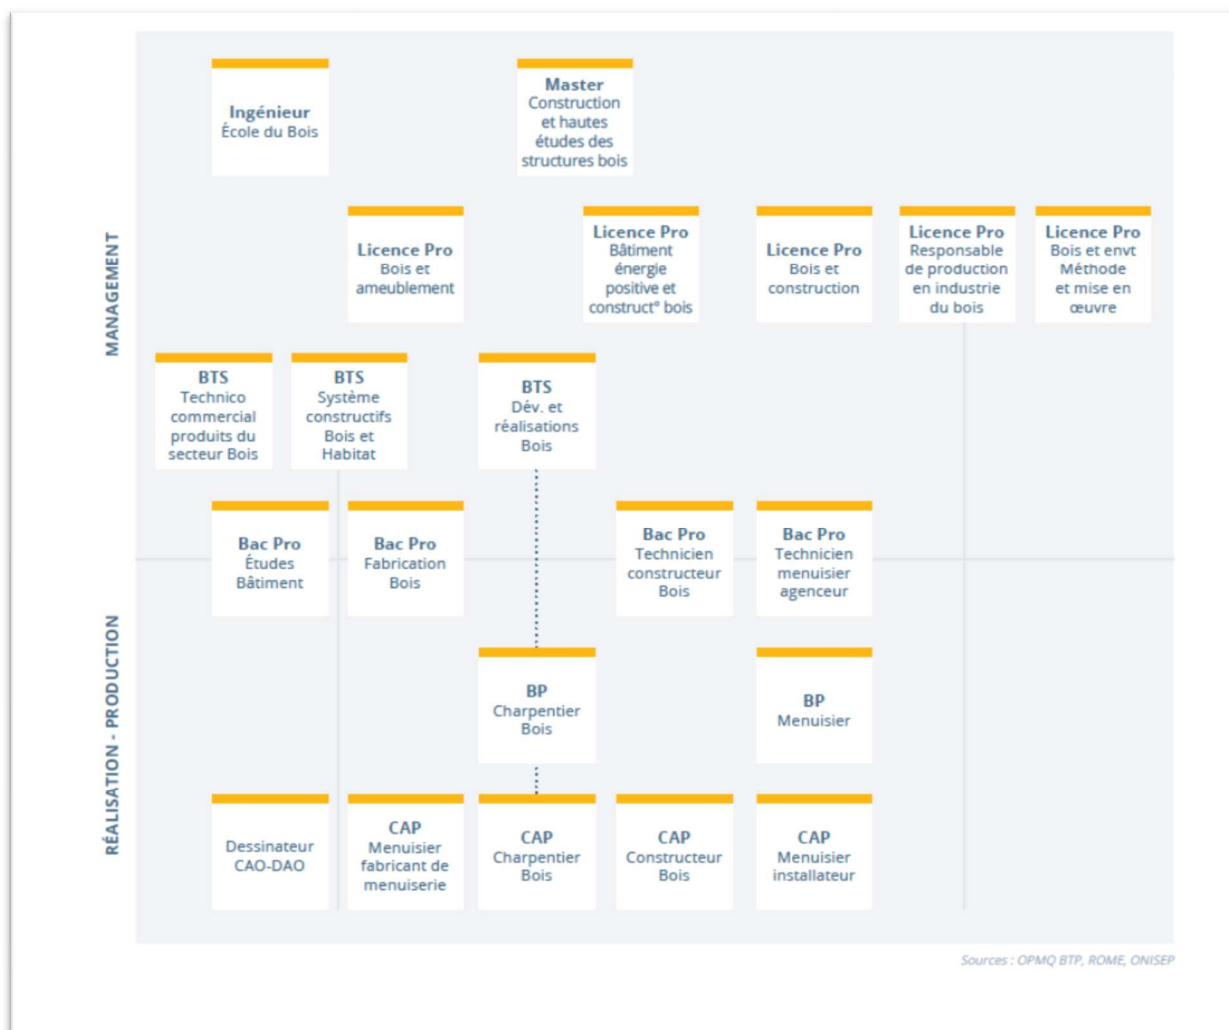 Ingénieur
École du Bois
Master
Construction
et hautes
études des
structures bois
MANAGEMENT
Licence Pro
Bois et
ameublement
Licence Pro
Bâtiment
énergie
positive et
construct° bois
Licence Pro
Bois et
construction
Licence Pro
Responsable
de production
en industrie
du bois
Licence Pro
Bois et envt
Méthode
et mise en
œuvre
BTS
Technico
commercial
produits du
secteur Bois
BTS
Système
constructifs
Bois et
Habitat
BTS
Dév. et
réalisations
Bois
Bac Pro
Études
Bâtiment
Bac Pro
Fabrication
Bois
Bac Pro
Technicien
constructeur
Bois
Bac Pro
Technicien
menuisier
agenceur
RÉALISATION - PRODUCTION
BP
Charpentier
Bois
BP
Menuisier
Dessinateur
CAO-DAO
CAP
Menuisier
fabricant de
menuiserie
CAP
Charpentier
Bois
CAP
Constructeur
Bois
CAP
Menuisier
installateur
Sources : OPMQ BTP, ROME, ONISEP